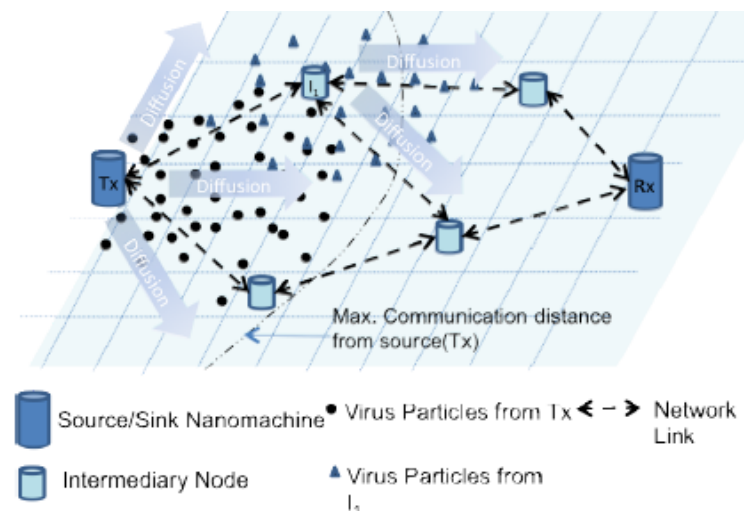 Diffusion
Diffusion
I1
Diffusion
Tx
Diffusion
Rx
Diffusion
Max. Communication distance
from source(Tx)
Source/Sink Nanomachine
Virus Particles from Tx
Network
Link
Intermediary Node
Virus Particles from
I1